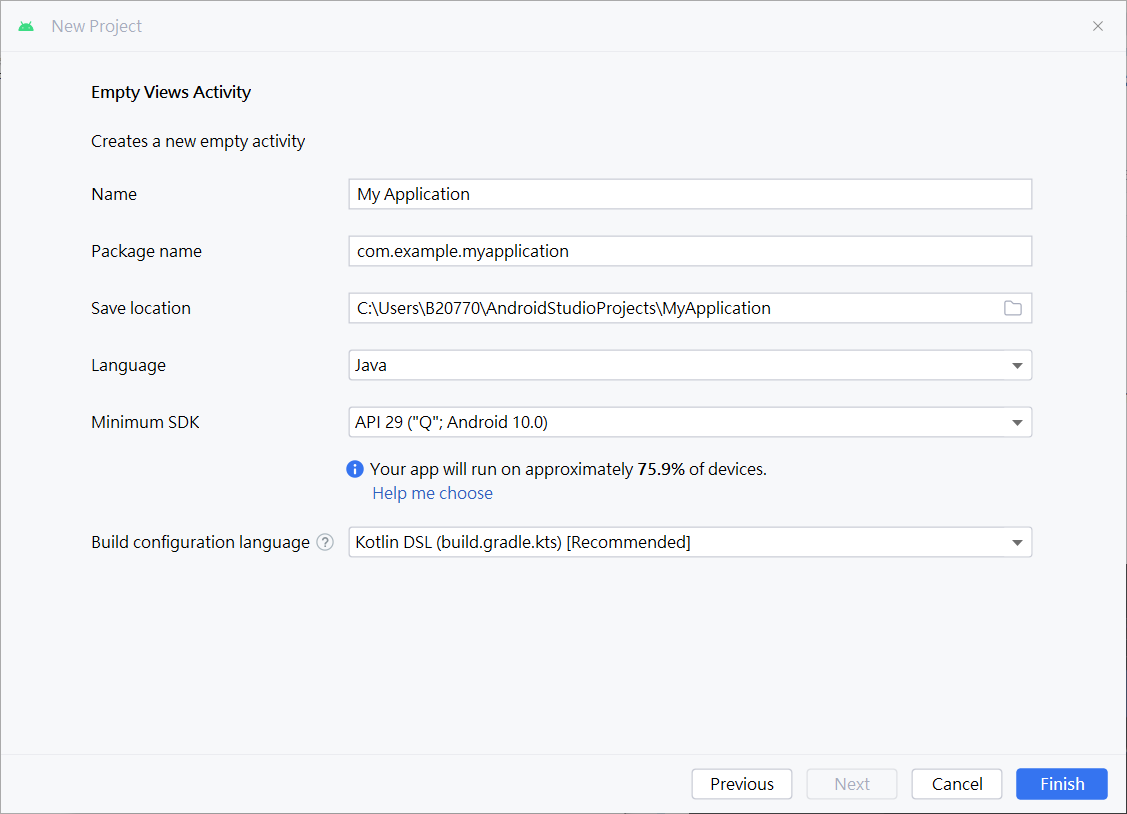 New Project
Empty Views Activity
Creates a new empty activity
Name My Application
Package name com.example.myapplication
Save location C:\Users\B20770\AndroidStudioProjects\MyApplication
Language Java
Minimum SDK API 29 ("Q"; Android 10.0)
Your app will run on approximately 75.9% of devices.
Help me choose
Build configuration language ? Kotlin DSL (build.gradle.kts) [Recommended]
Previous Next Cancel Finish